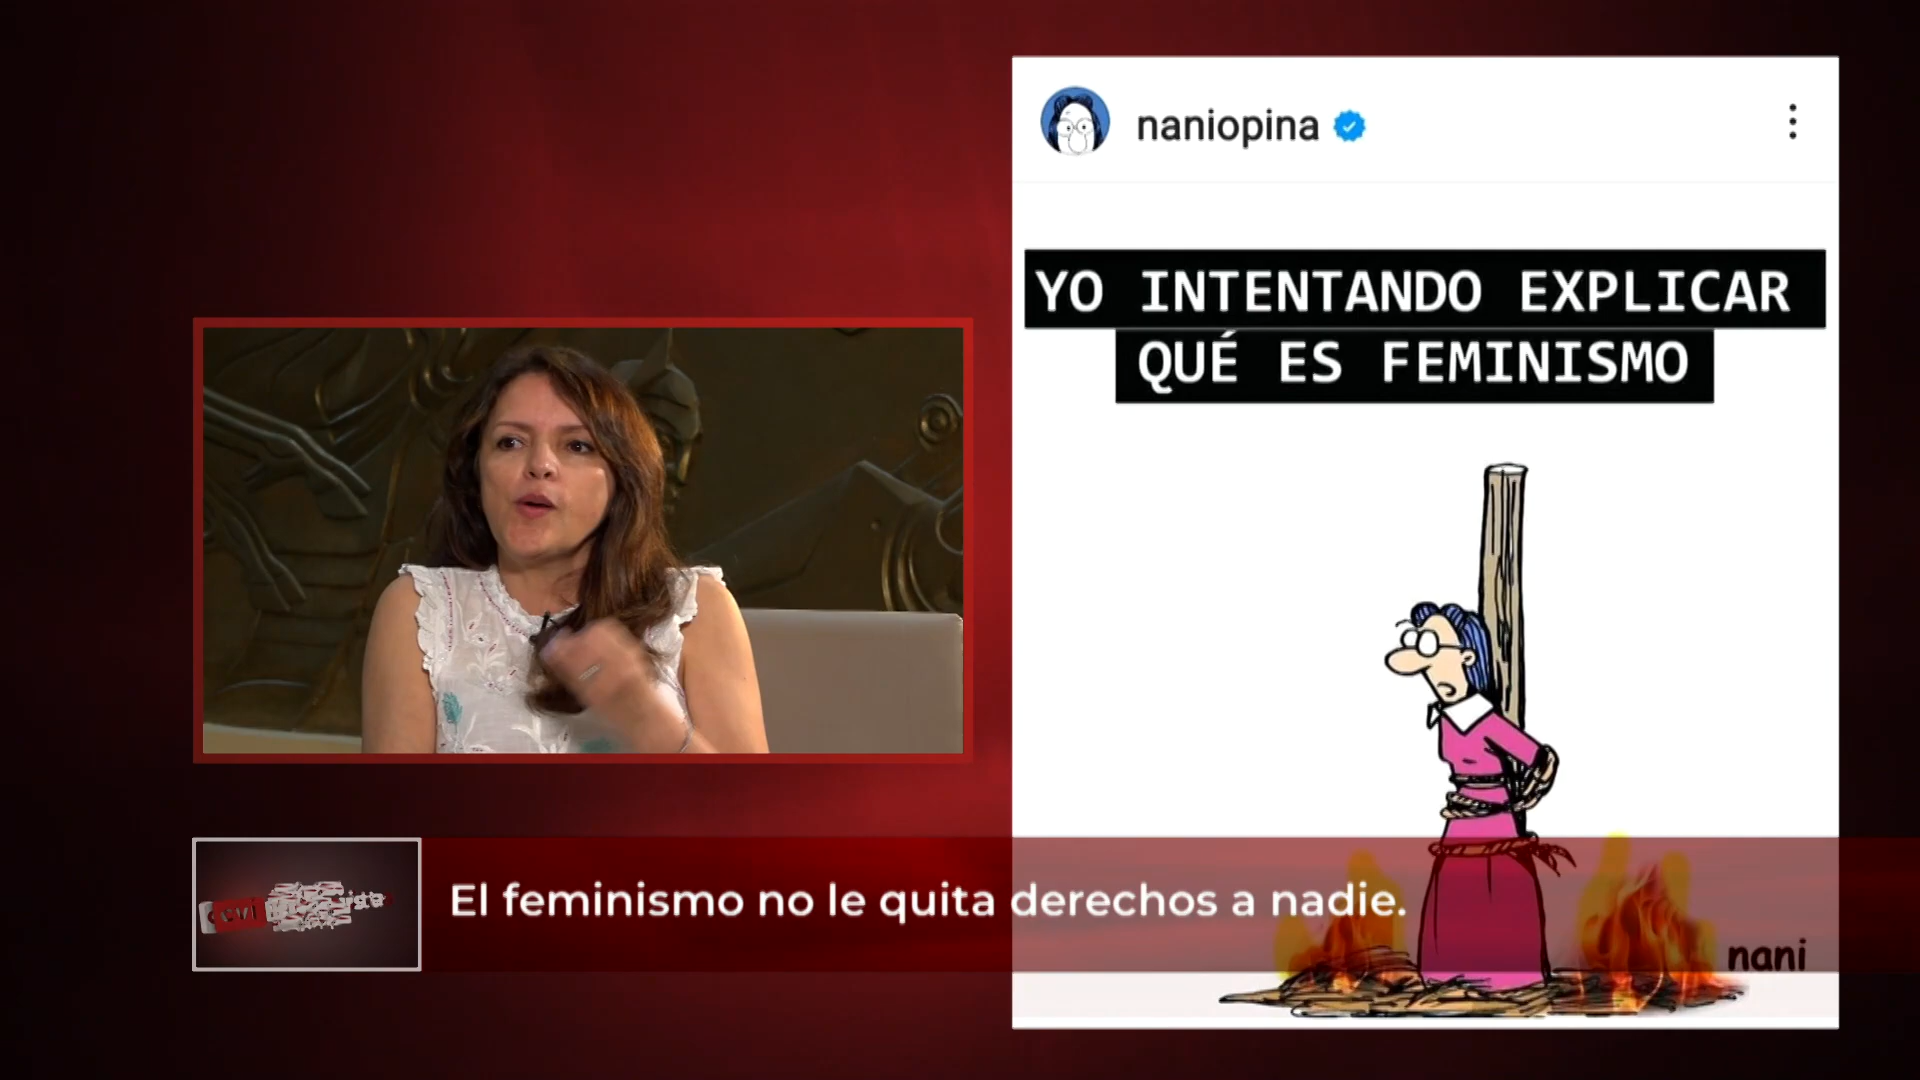 naniopina
YO INTENTANDO EXPLICAR
QUÉ ES FEMINISMO
El feminismo no le quita derechos a nadie.
nani